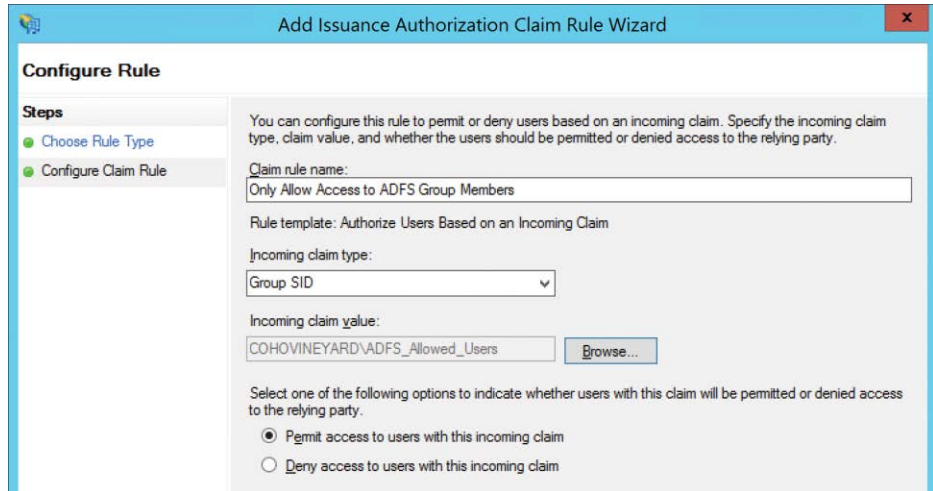 Add Issuance Authorization Claim Rule Wizard
x
Configure Rule
Steps
Choose Rule Type
Configure Claim Rule
You can configure this rule to permit or deny users based on an incoming claim. Specify the incoming claim
type, claim value, and whether the users should be permitted or denied access to the relying party.
Claim rule name:
Only Allow Access to ADFS Group Members
Rule template: Authorize Users Based on an Incoming Claim
Incoming claim type:
Group SID
Incoming claim value:
COHOVINEYARD\ADFS_Allowed_Users
Browse...
Select one of the following options to indicate whether users with this claim will be permitted or denied access
to the relying party.
Permit access to users with this incoming claim
Deny access to users with this incoming claim